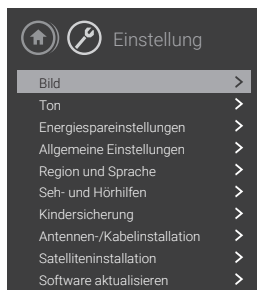 Einstellung
Bild
Ton
Energiespareinstellungen
Allgemeine Einstellungen
Region und Sprache
Seh- und Hörhilfen
Kindersicherung
Antennen-/Kabelinstallation
Satelliteninstallation
Software aktualisieren